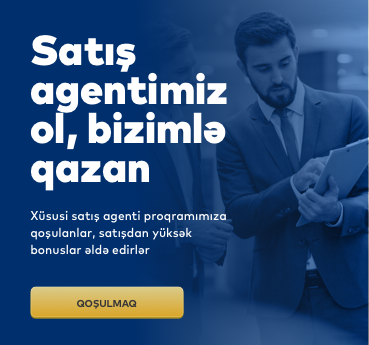 Satış
agentimiz
ol, bizimlə
qazan
Xüsusi satış agenti proqramımıza
qoşulanlar, satışdan yüksək
bonuslar əldə edirlər
QOŞULMAQ